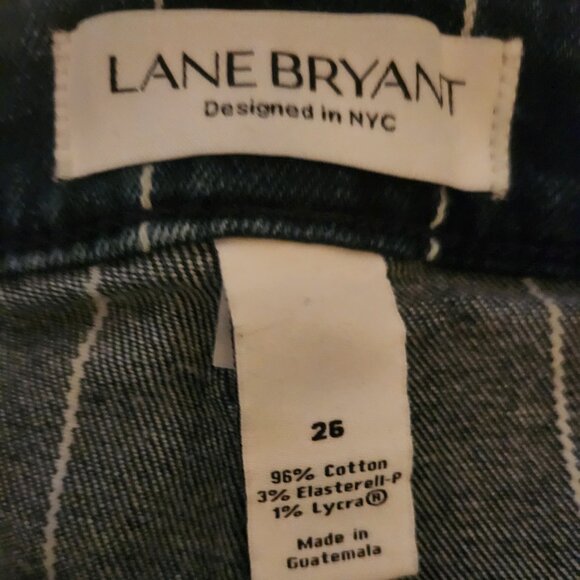 LANE BRYANT
Designed in NYC
26
96% Cotton
3% Elasterell-P
1% Lycra®
Made in
Guatemala